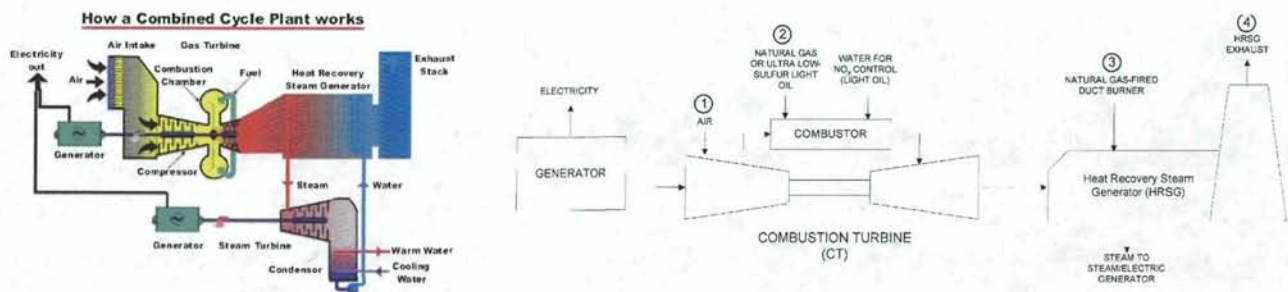 How a Combined Cycle Plant works
Electricity
out
Air Intake
Gas Turbine
Combustion
Chamber
Fuel
Heat Recovery
Steam Generator
Exhaust
Stack
Air
Generator
Compressor
Steam
Water
Generator
Steam Turbine
Condensor
Warm Water
Cooling
Water
ELECTRICITY
GENERATOR
1
AIR
2
NATURAL GAS
OR ULTRA LOW-
SULFUR LIGHT
OIL
WATER FOR
NOX CONTROL
(LIGHT OIL)
COMBUSTOR
COMBUSTION TURBINE
(CT)
3
NATURAL GAS-FIRED
DUCT BURNER
Heat Recovery Steam
Generator (HRSG)
STEAM TO
STEAM/ELECTRIC
GENERATOR
4
HRSG
EXHAUST